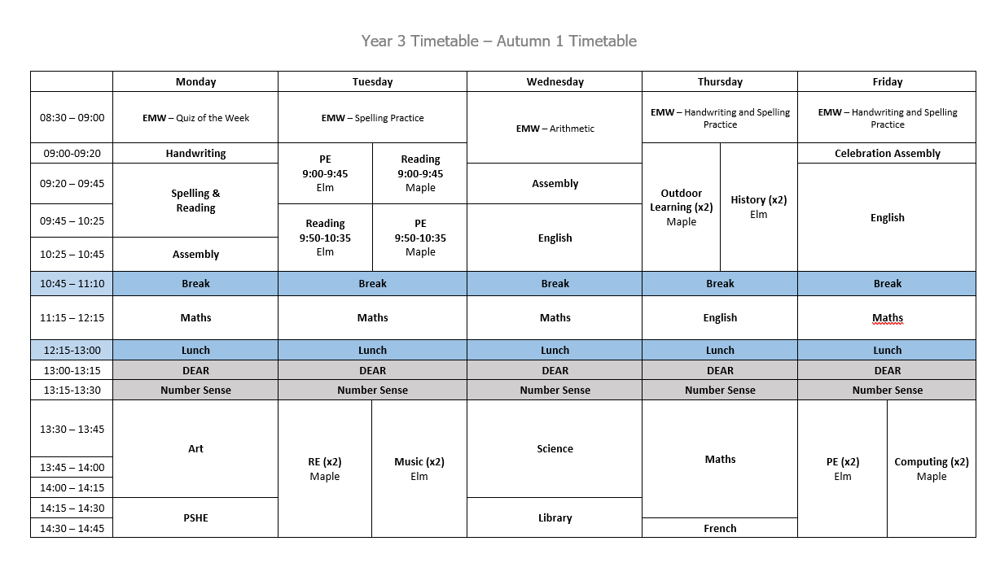 Year 3 Timetable – Autumn 1 Timetable
Monday Tuesday Wednesday Thursday Friday
08:30 – 09:00
EMW – Quiz of the Week
EMW – Spelling Practice
EMW – Arithmetic
EMW – Handwriting and Spelling
Practice
EMW – Handwriting and Spelling
Practice
09:00-09:20
Handwriting
PE
9:00-9:45
Elm
Reading
9:00-9:45
Maple
Outdoor
Learning (x2)
Maple
History (x2)
Elm
Celebration Assembly
09:20 – 09:45
Spelling &
Reading
Assembly
English
09:45 – 10:25
Reading
9:50-10:35
Elm
PE
9:50-10:35
Maple
English
10:25 – 10:45
Assembly
10:45 – 11:10 Break Break Break Break Break
11:15 – 12:15 Maths Maths Maths English Maths
12:15-13:00 Lunch Lunch Lunch Lunch Lunch
13:00-13:15 DEAR DEAR DEAR DEAR DEAR
13:15-13:30 Number Sense Number Sense Number Sense Number Sense Number Sense
13:30 – 13:45
Art
RE (x2)
Maple
Music (x2)
Elm
Science
Maths
PE (x2)
Elm
Computing (x2)
Maple
13:45 – 14:00
14:00 – 14:15
14:15 – 14:30
PSHE
Library
14:30 – 14:45
French